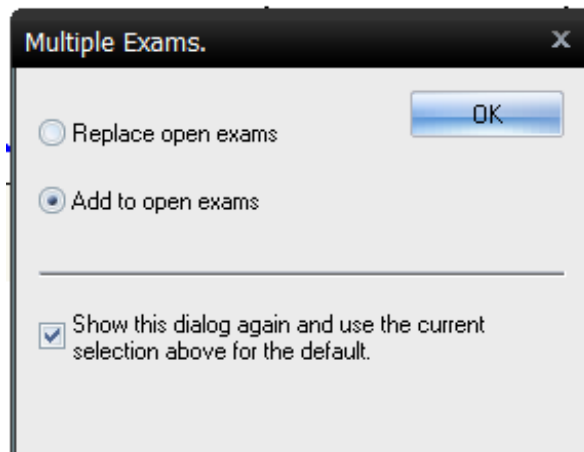 Multiple Exams.
x
OK
Replace open exams
Add to open exams
Show this dialog again and use the current
selection above for the default.